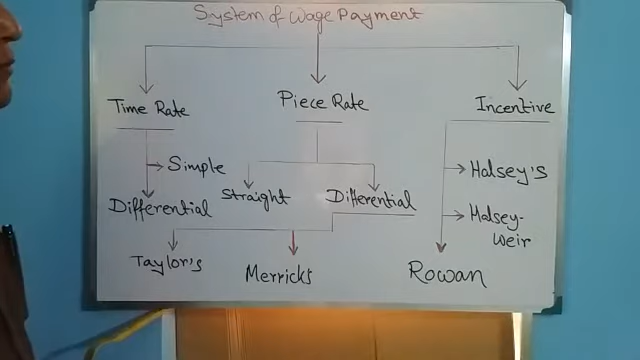 System of Wage Payment
Time Rate
Piece Rate
Incentive
Simple
Differential
Straight
Differential
Halsey's
Halsey-
Weir
Taylor's
Merricks
Rowan